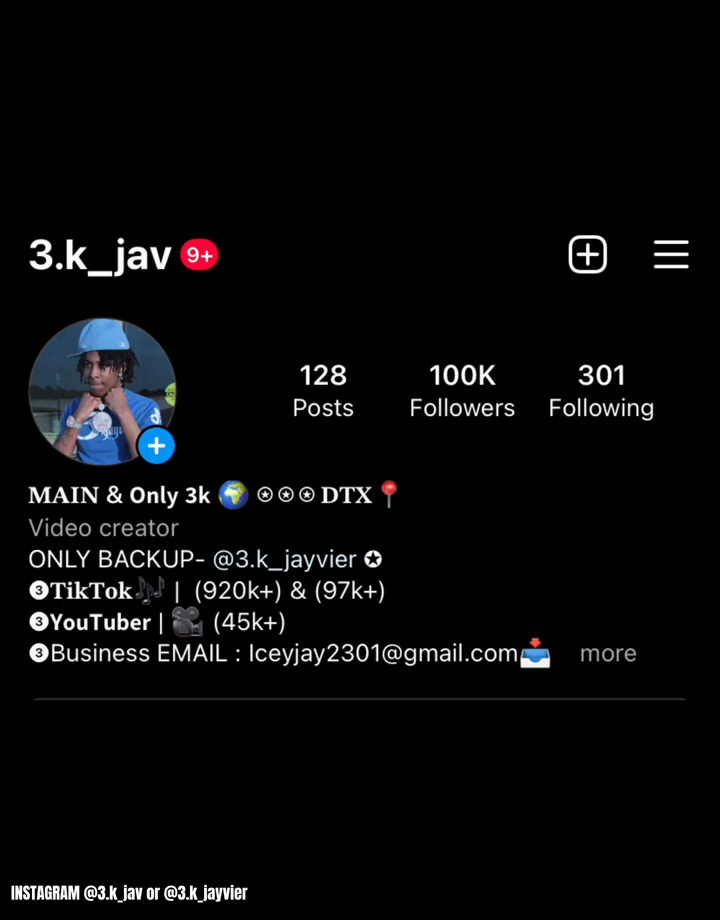 3.k_jav 9+
128 100K 301
Posts Followers Following
MAIN & Only 3k 🌍 ⍟⍟⍟ DTX📍
Video creator
ONLY BACKUP- @3.k_jayvier ✪
❸TikTok🎶 | (920k+) & (97k+)
❸YouTuber | 🎥 (45k+)
❸Business EMAIL : Iceyjay2301@gmail.com📥 more
INSTAGRAM @3.k_jav or @3.k_jayvier